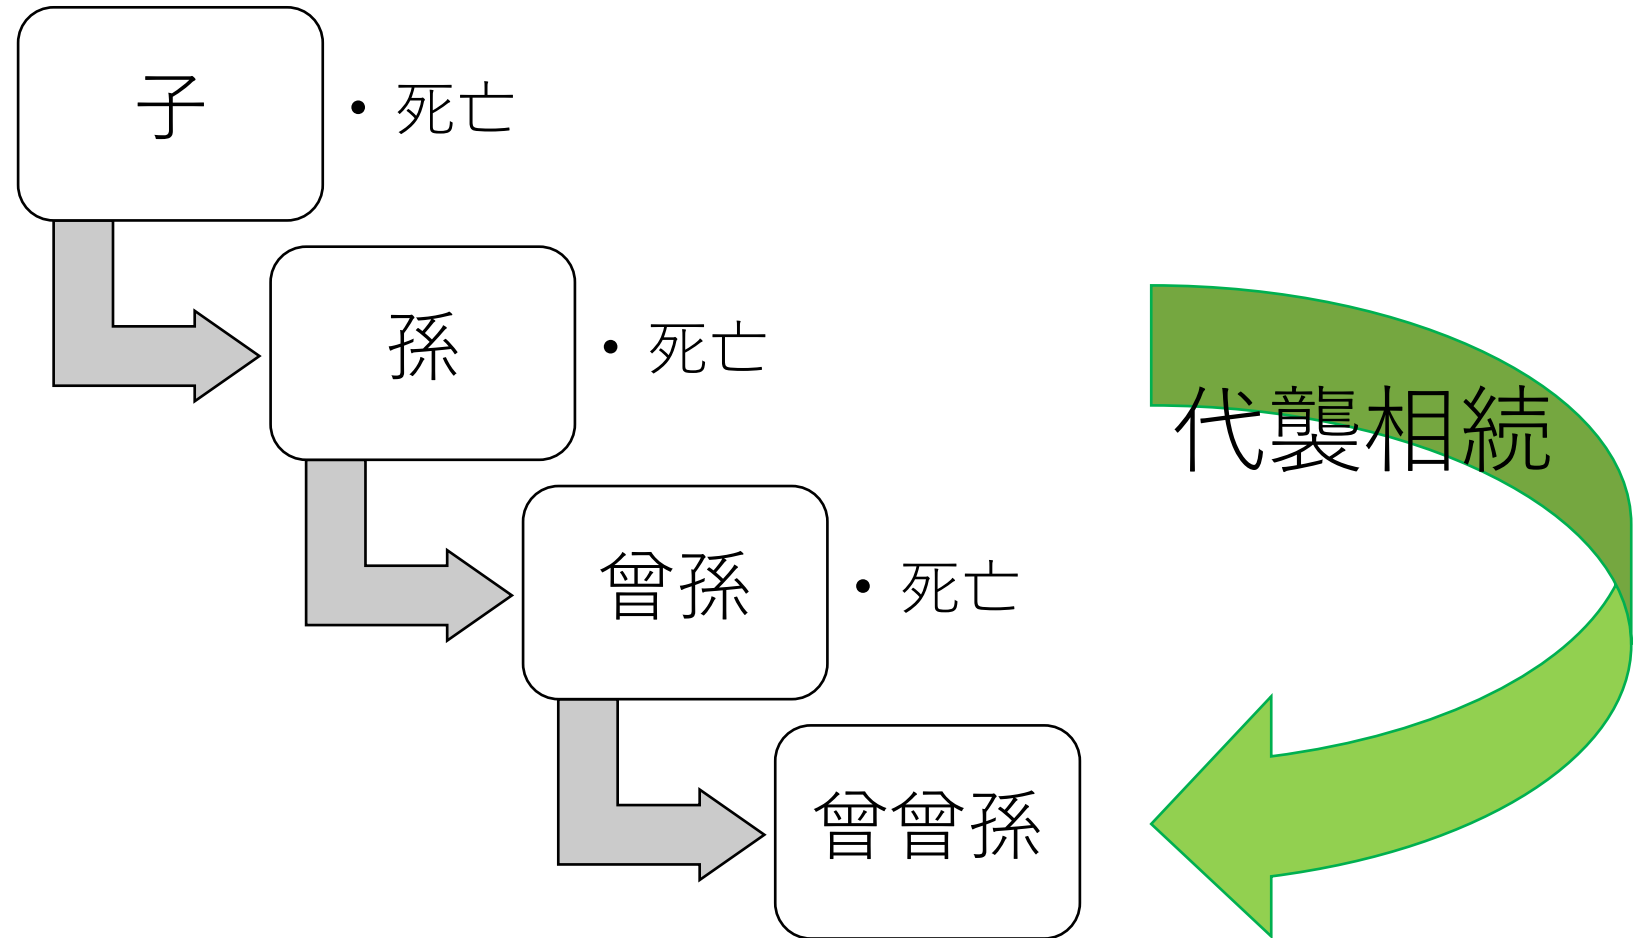 子
• 死亡
孫
• 死亡
代襲相続
曾孫
• 死亡
曾曾孫